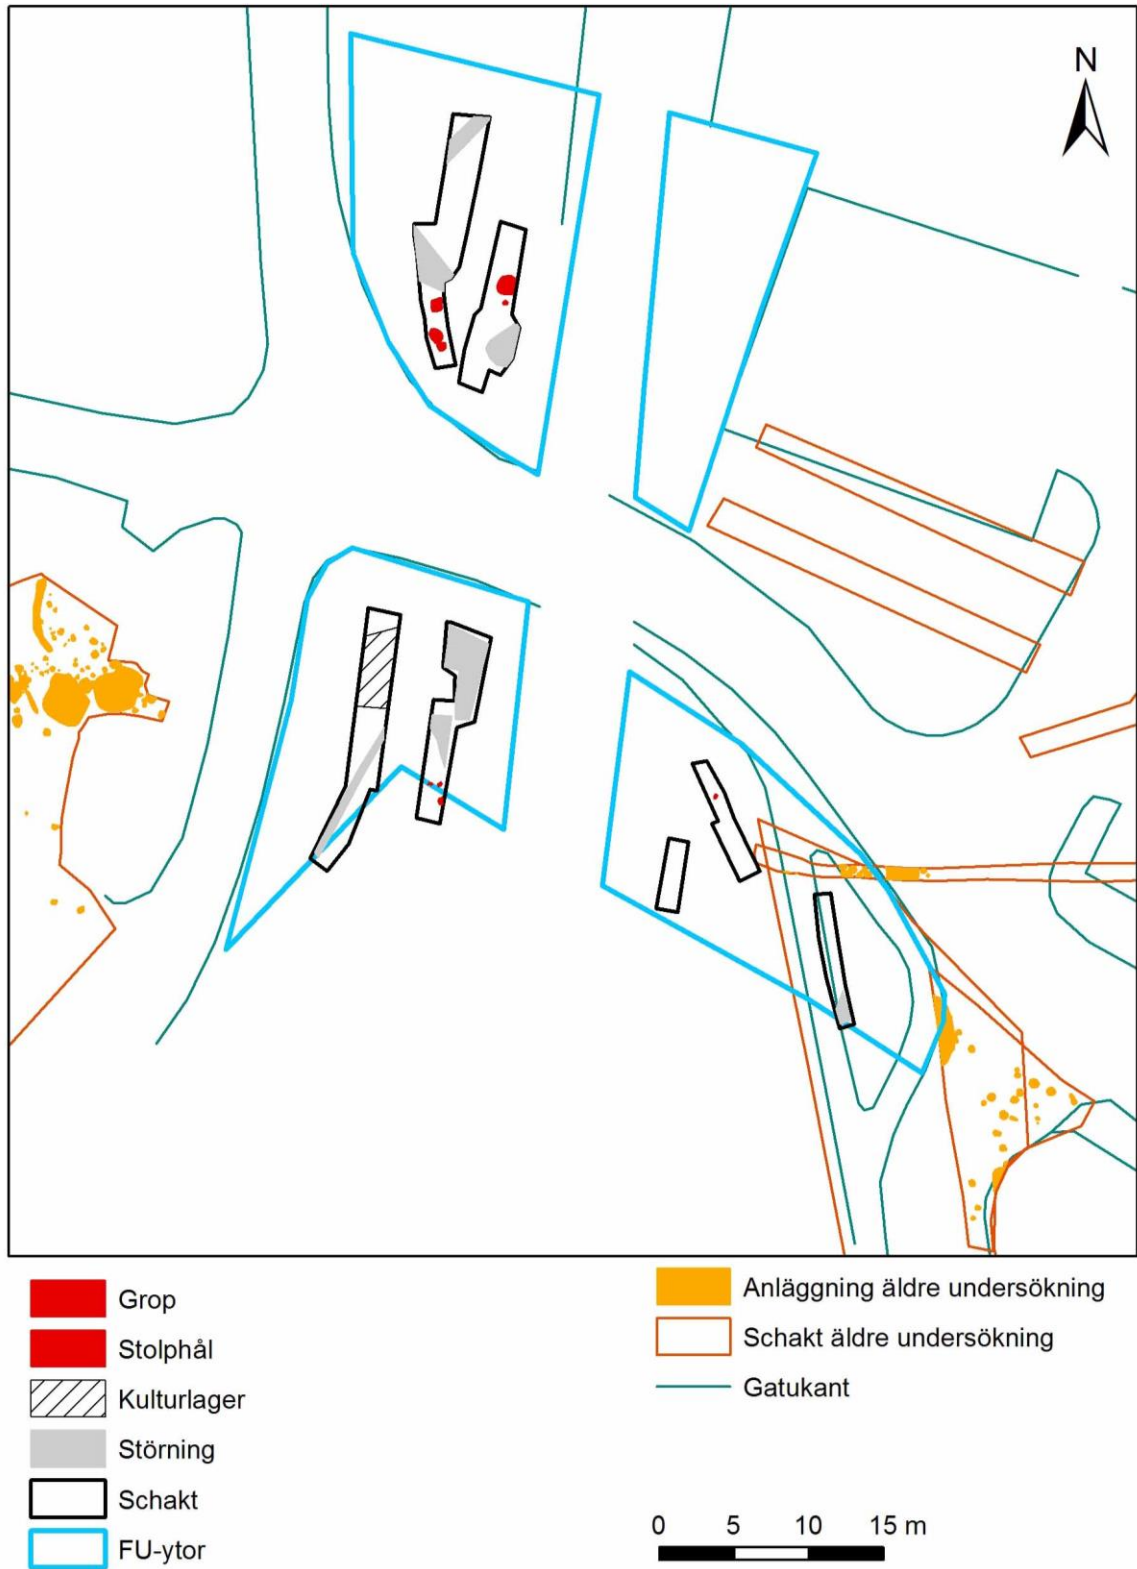 N
Grop
Stolphål
Kulturlager
Störning
Schakt
FU-ytor
Anläggning äldre undersökning
Schakt äldre undersökning
Gatukant
0 5 10 15 m